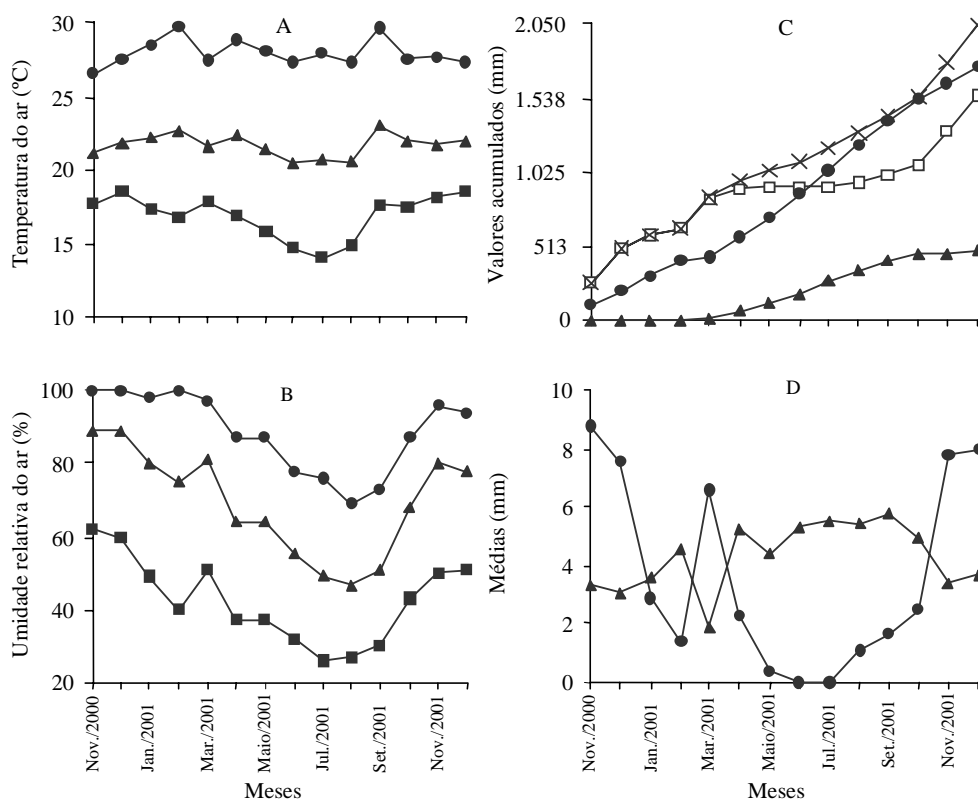 A
Temperatura do ar (ºC)
30
25
20
15
10
C
Valores acumulados (mm)
2.050
1.538
1.025
513
0
B
Umidade relativa do ar (%)
100
80
60
40
20
Nov./2000
Jan./2001
Mar./2001
Maio/2001
Jul./2001
Set./2001
Nov./2001
Meses
D
Médias (mm)
10
8
6
4
2
0
Nov./2000
Jan./2001
Mar./2001
Maio/2001
Jul./2001
Set./2001
Nov./2001
Meses